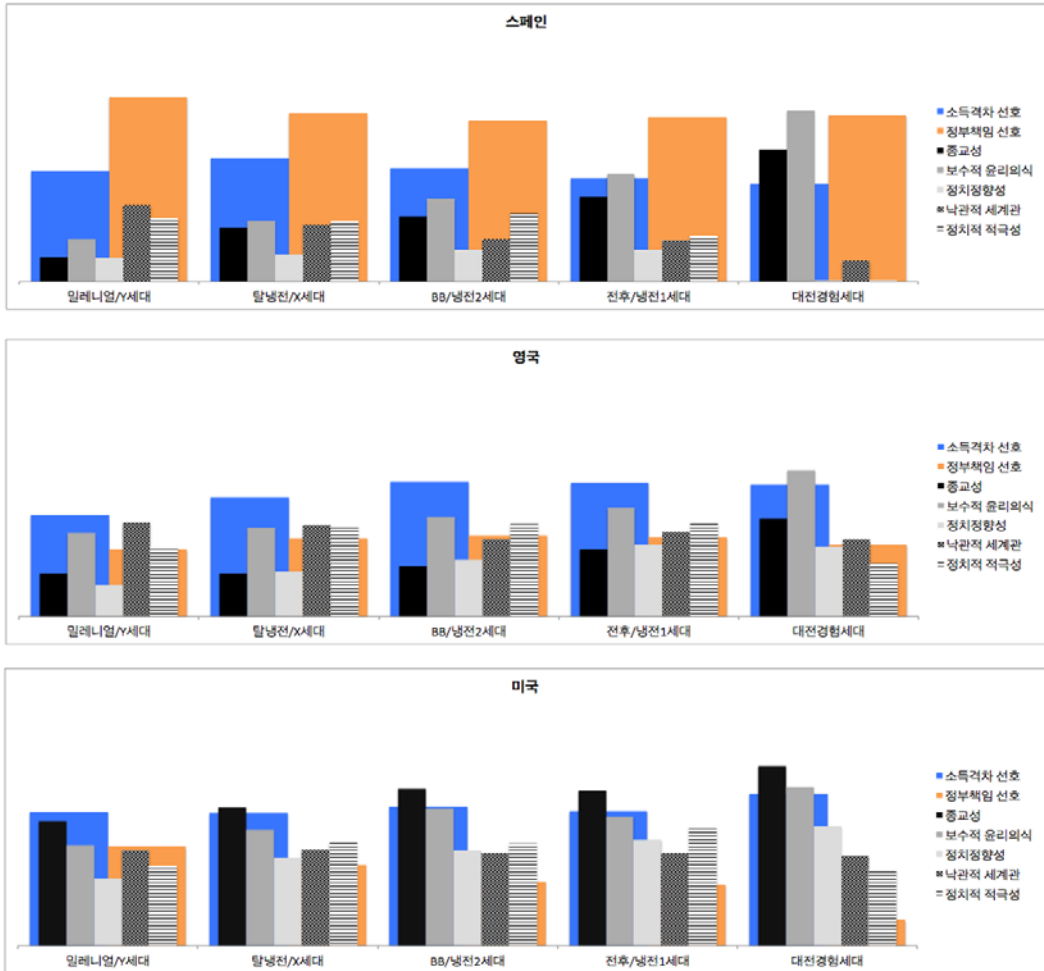 스페인
소득격차 선호
정부책임 선호
종교성
보수적 윤리의식
정치정향성
낙관적 세계관
정치적 적극성
밀레니얼/Y세대 탈냉전/X세대 BB/냉전2세대 전후/냉전1세대 대전경험세대
영국
소득격차 선호
정부책임 선호
종교성
보수적 윤리의식
정치정향성
낙관적 세계관
정치적 적극성
밀레니얼/Y세대 탈냉전/X세대 BB/냉전2세대 전후/냉전1세대 대전경험세대
미국
소득격차 선호
정부책임 선호
종교성
보수적 윤리의식
정치정향성
낙관적 세계관
정치적 적극성
밀레니얼/Y세대 탈냉전/X세대 BB/냉전2세대 전후/냉전1세대 대전경험세대